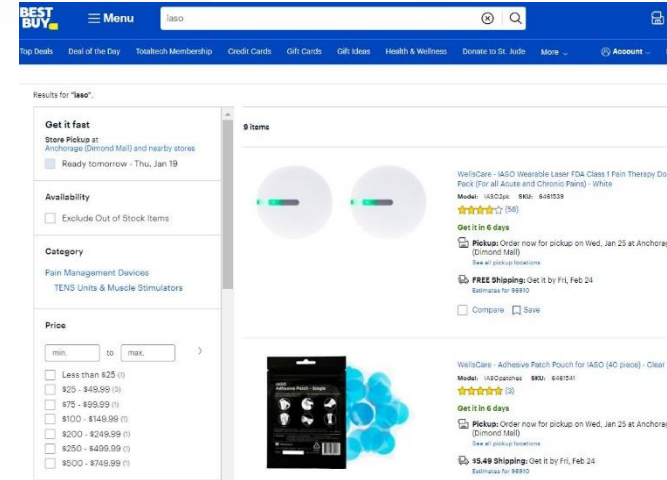 BEST BUY
Menu
iaso
Top Deals Deal of the Day Totaltech Membership Credit Cards Gift Cards Gift Ideas Health & Wellness Donate to St. Jude More Account
Results for "iaso".
Get it fast
Store Pickup at
Anchorage (Dimond Mall) and nearby stores
Ready tomorrow - Thu, Jan 19
Availability
Exclude Out of Stock Items
Category
Pain Management Devices
TENS Units & Muscle Stimulators
Price
min. to max.
Less than $25 (1)
$25 - $49.99 (3)
$75 - $99.99 (1)
$100 - $149.99 (1)
$200 - $249.99 (1)
$250 - $499.99 (1)
$500 - $749.99 (1)
9 items
WellsCare - IASO Wearable Laser FDA Class 1 Pain Therapy Do
Pack (For all Acute and Chronic Pains) - White
Model: IASO2pk SKU: 6461539
(58)
Get it in 6 days
Pickup: Order now for pickup on Wed, Jan 25 at Anchorag
(Dimond Mall)
See all pickup locations
FREE Shipping: Get it by Fri, Feb 24
Estimates for 96910
Compare Save
IASO
Adhesive Patch - Single
WellsCare - Adhesive Patch Pouch for IASO (40 piece) - Clear
Model: IASOpatches SKU: 6461541
(3)
Get it in 6 days
Pickup: Order now for pickup on Wed, Jan 25 at Anchorag
(Dimond Mall)
See all pickup locations
$5.49 Shipping: Get it by Fri, Feb 24
Estimates for 96910